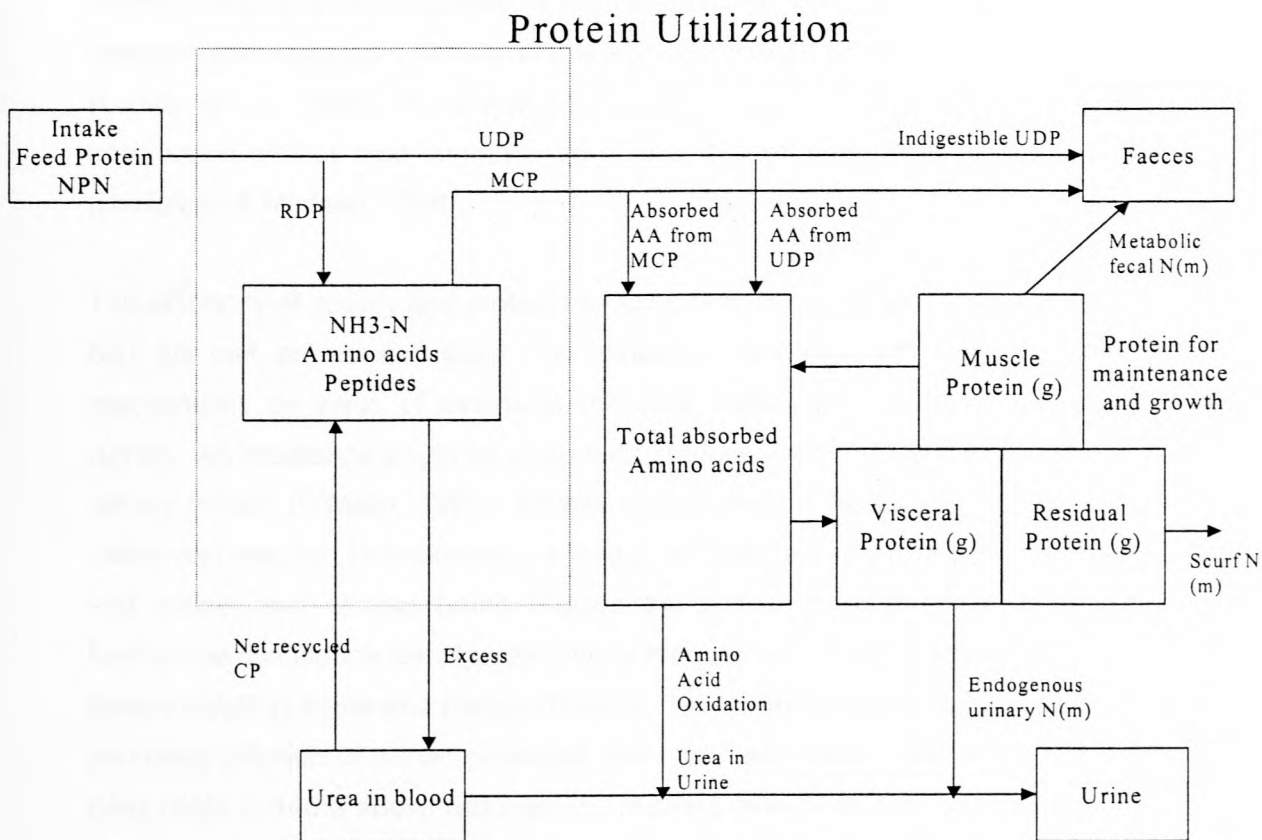 Protein Utilization
Intake
Feed Protein
NPN
UDP
Indigestible UDP
Faeces
MCP
RDP
Absorbed
AA from
MCP
Absorbed
AA from
UDP
Metabolic
fecal N(m)
NH3-N
Amino acids
Peptides
Muscle
Protein (g)
Protein for
maintenance
and growth
Total absorbed
Amino acids
Visceral
Protein (g)
Residual
Protein (g)
Scurf N
(m)
Net recycled
CP
Excess
Amino
Acid
Oxidation
Endogenous
urinary N(m)
Urea in
Urine
Urea in blood
Urine